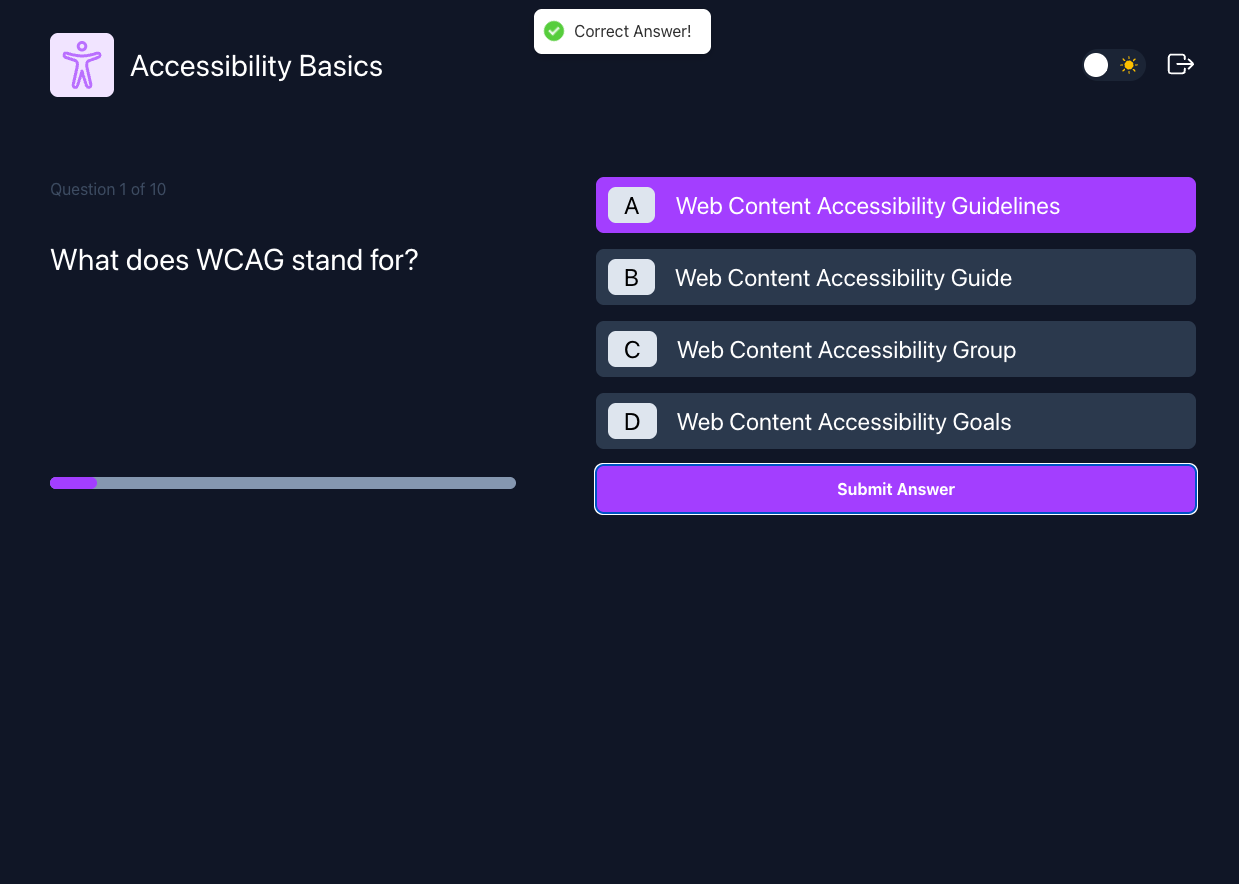 Correct Answer!
Accessibility Basics
Question 1 of 10
What does WCAG stand for?
A Web Content Accessibility Guidelines
B Web Content Accessibility Guide
C Web Content Accessibility Group
D Web Content Accessibility Goals
Submit Answer